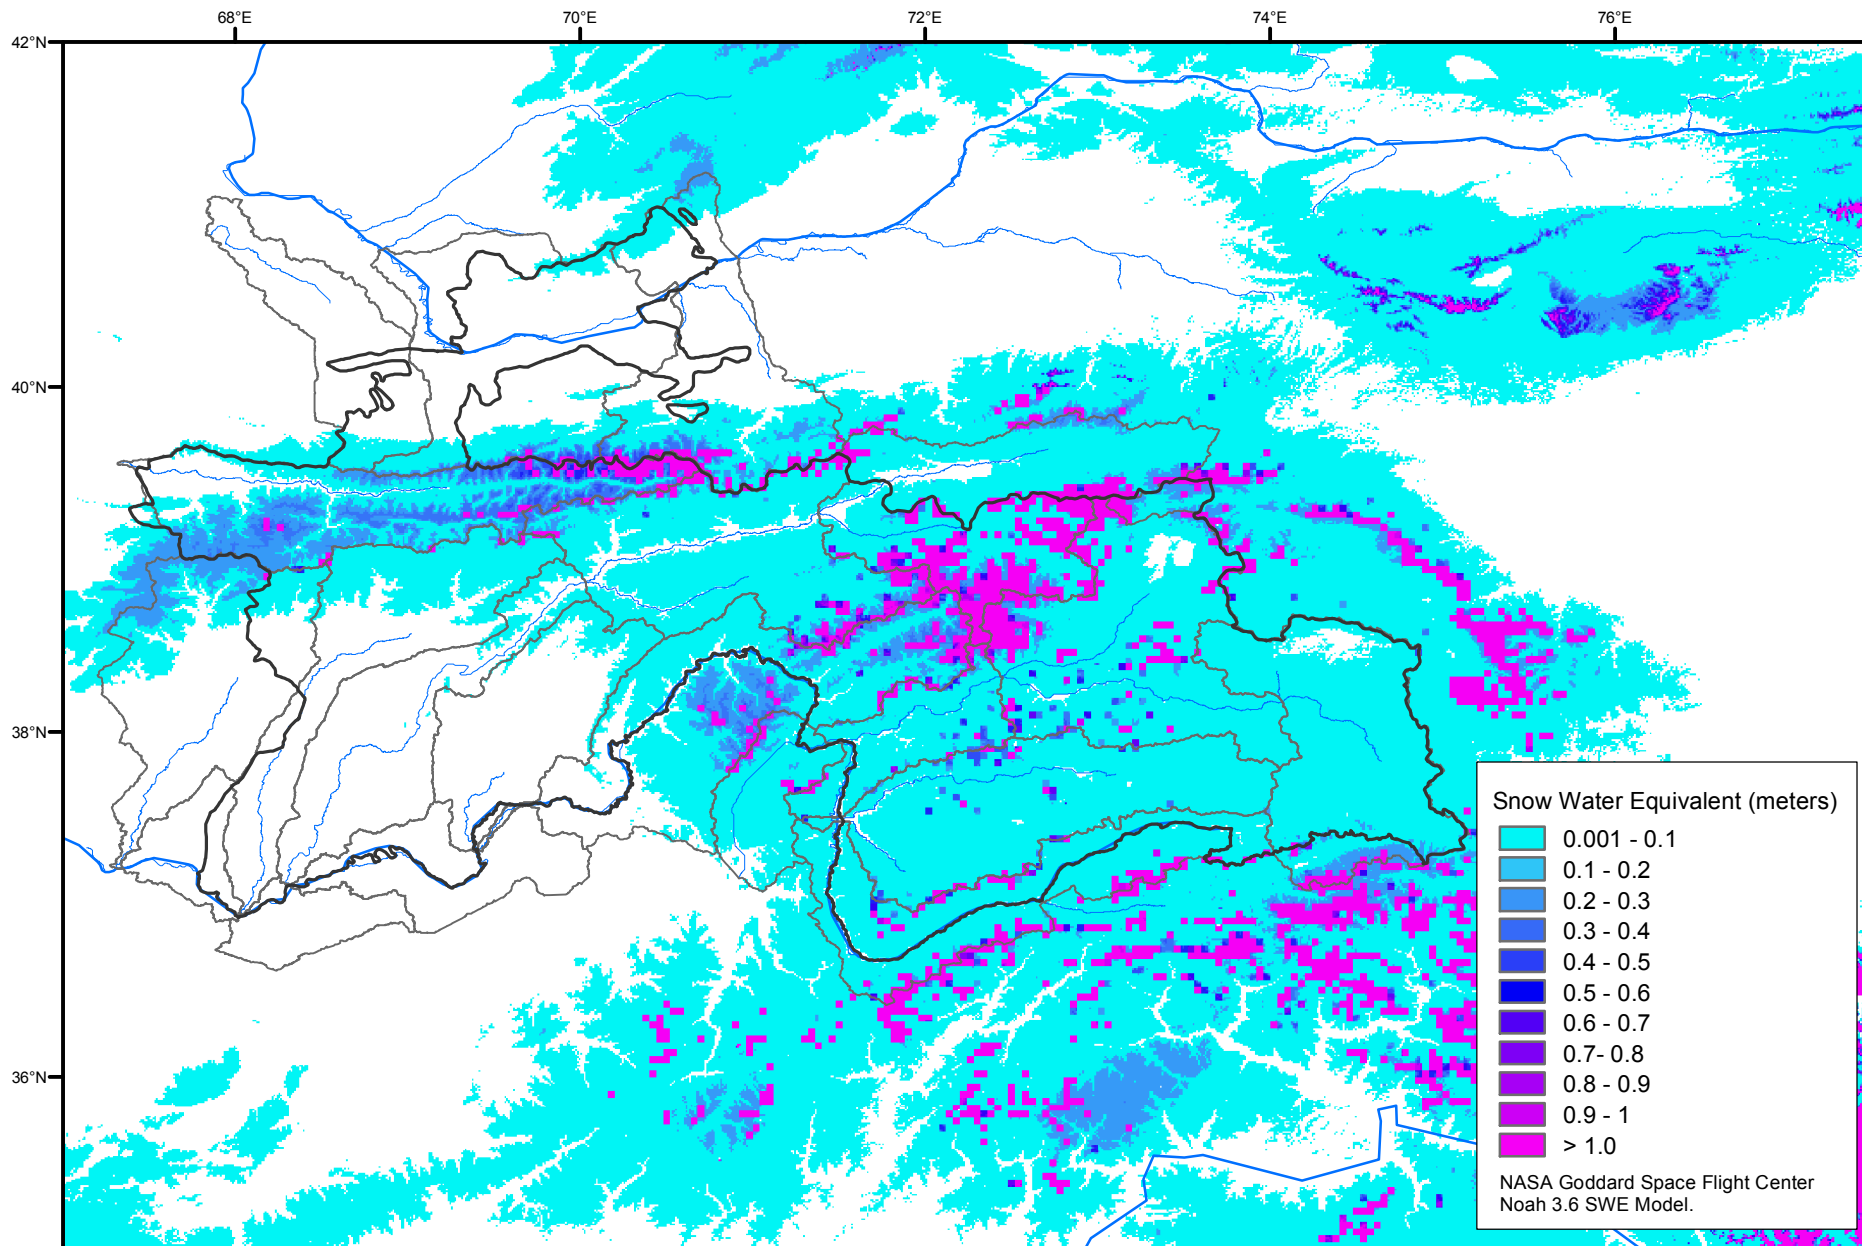 68°E 70°E 72°E 74°E 76°E
42°N
40°N
38°N
36°N
Snow Water Equivalent (meters)
0.001 - 0.1
0.1 - 0.2
0.2 - 0.3
0.3 - 0.4
0.4 - 0.5
0.5 - 0.6
0.6 - 0.7
0.7- 0.8
0.8 - 0.9
0.9 - 1
> 1.0
NASA Goddard Space Flight Center
Noah 3.6 SWE Model.